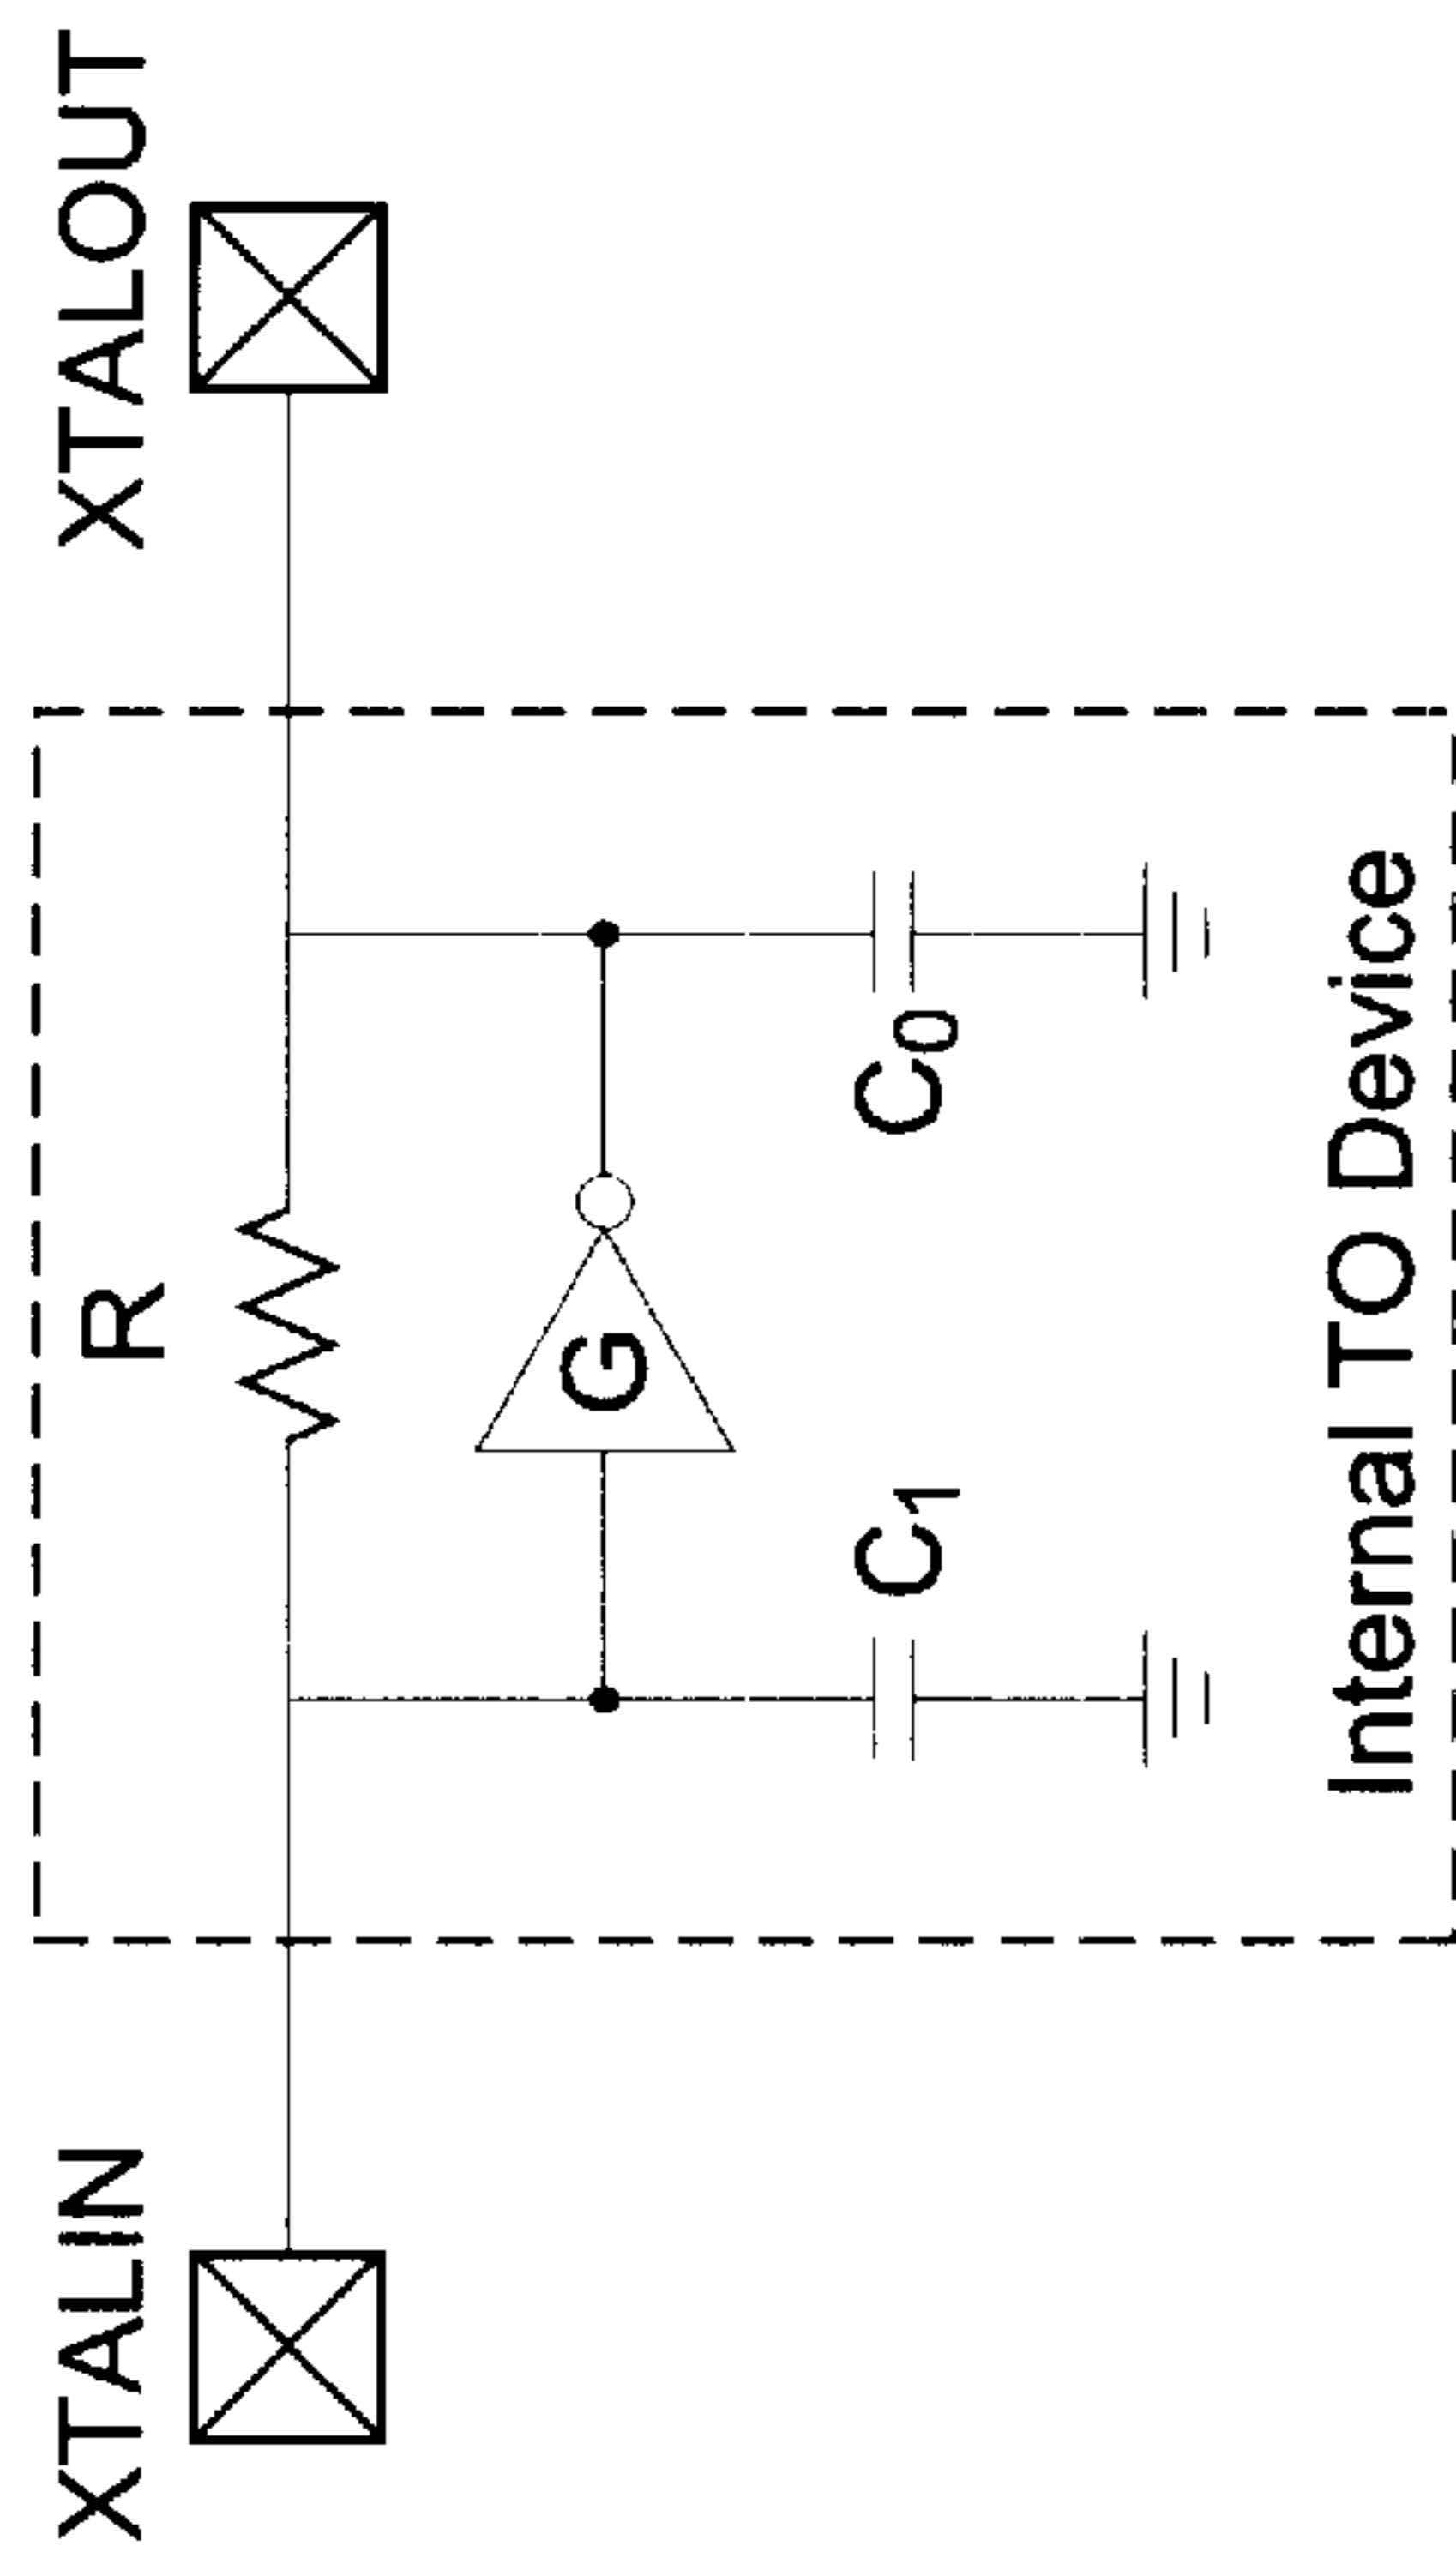 XTALIN
XTALOUT
R
G
C1
C0
Internal TO Device